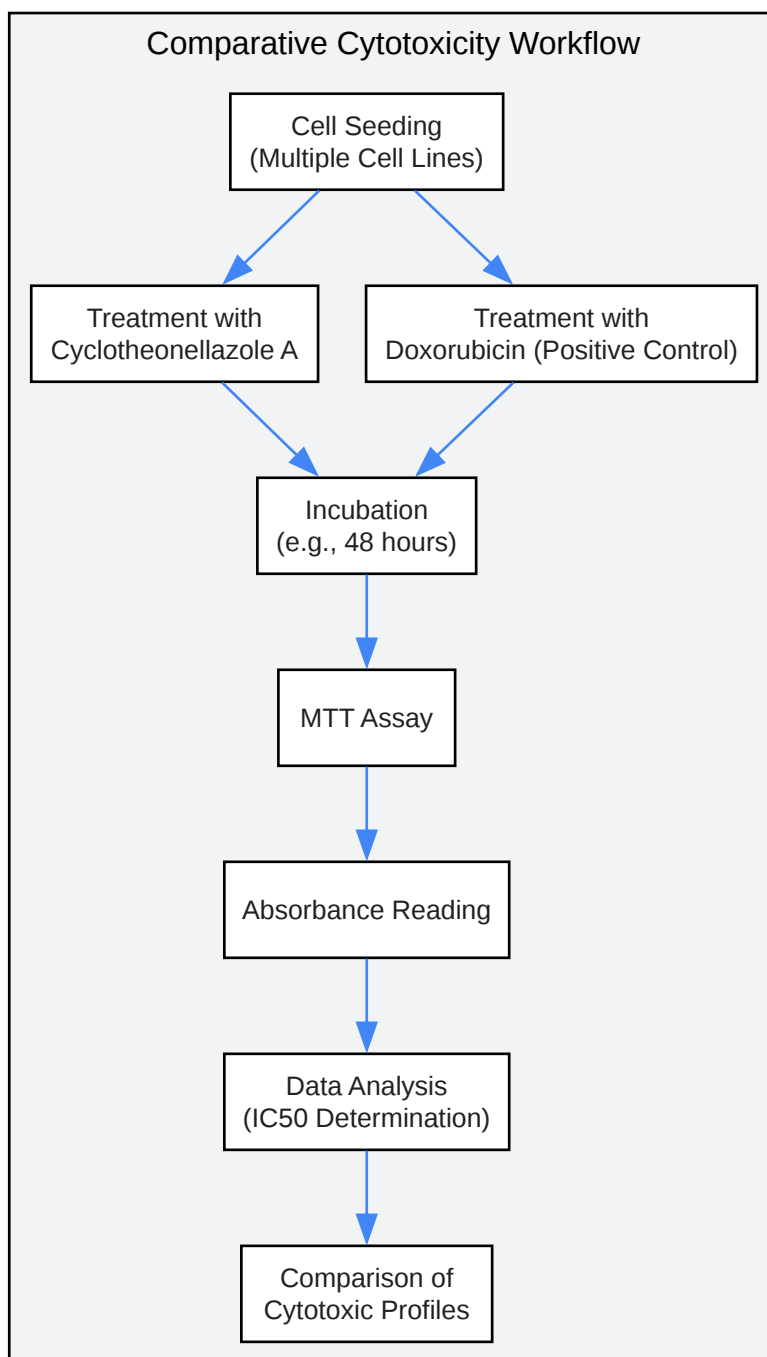 Comparative Cytotoxicity Workflow
Cell Seeding
(Multiple Cell Lines)
Treatment with
Cyclotheonellazole A
Treatment with
Doxorubicin (Positive Control)
Incubation
(e.g., 48 hours)
MTT Assay
Absorbance Reading
Data Analysis
(IC50 Determination)
Comparison of
Cytotoxic Profiles